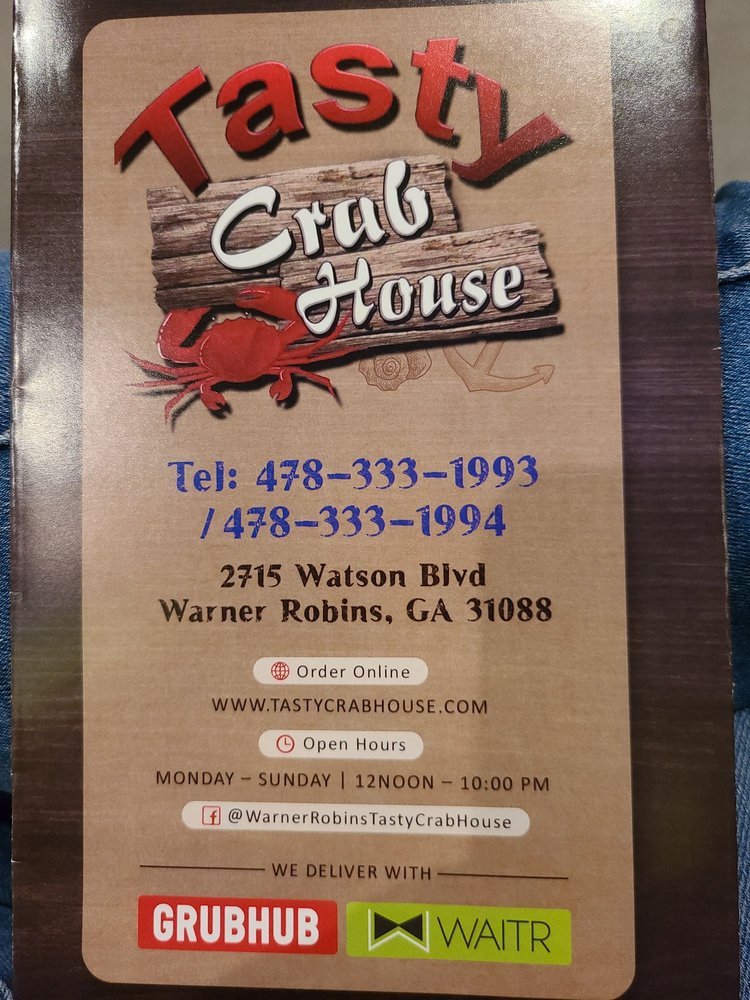 Tasty
Crab
House
Tel: 478-333-1993
/478-333-1994
2715 Watson Blvd
Warner Robins, GA 31088
Order Online
WWW.TASTYCRABHOUSE.COM
Open Hours
MONDAY – SUNDAY | 12NOON – 10:00 PM
@WarnerRobinsTastyCrabHouse
WE DELIVER WITH
GRUBHUB WAITR